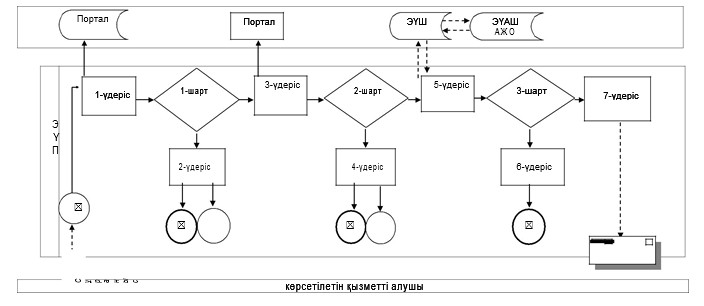 Портал
Портал
ЭҮШ
ЭҮАШ
АЖО
1-үдеріс
1-шарт
3-үдеріс
2-шарт
5-үдеріс
3-шарт
7-үдеріс
Э
Ү
П
2-үдеріс
4-үдеріс
6-үдеріс
көрсетілетін қызметті алушы